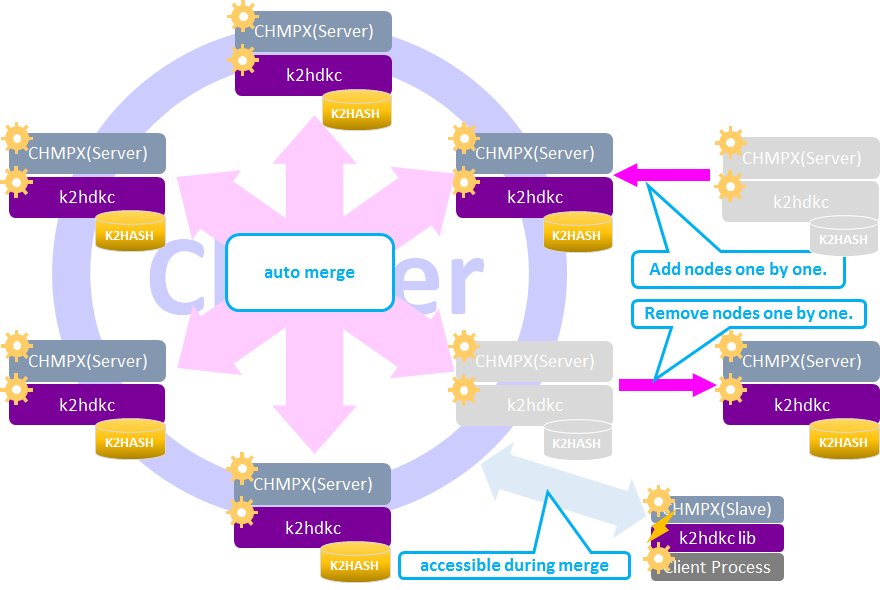 CHMPX(Server)
k2hdkc
K2HASH
CHMPX(Server)
k2hdkc
K2HASH
CHMPX(Server)
k2hdkc
K2HASH
CHMPX(Server)
k2hdkc
K2HASH
auto merge
Add nodes one by one.
Remove nodes one by one.
CHMPX(Server)
k2hdkc
K2HASH
CHMPX(Server)
k2hdkc
K2HASH
CHMPX(Server)
k2hdkc
K2HASH
CHMPX(Server)
k2hdkc
K2HASH
CHMPX(Slave)
k2hdkc lib
Client Process
accessible during merge